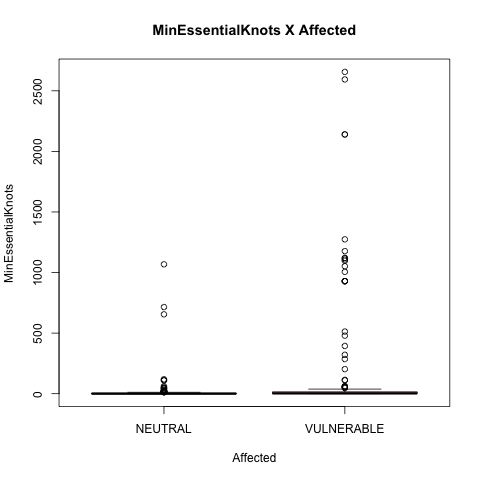 MinEssentialKnots X Affected
MinEssentialKnots
2500
2000
1500
1000
500
0
NEUTRAL
VULNERABLE
Affected